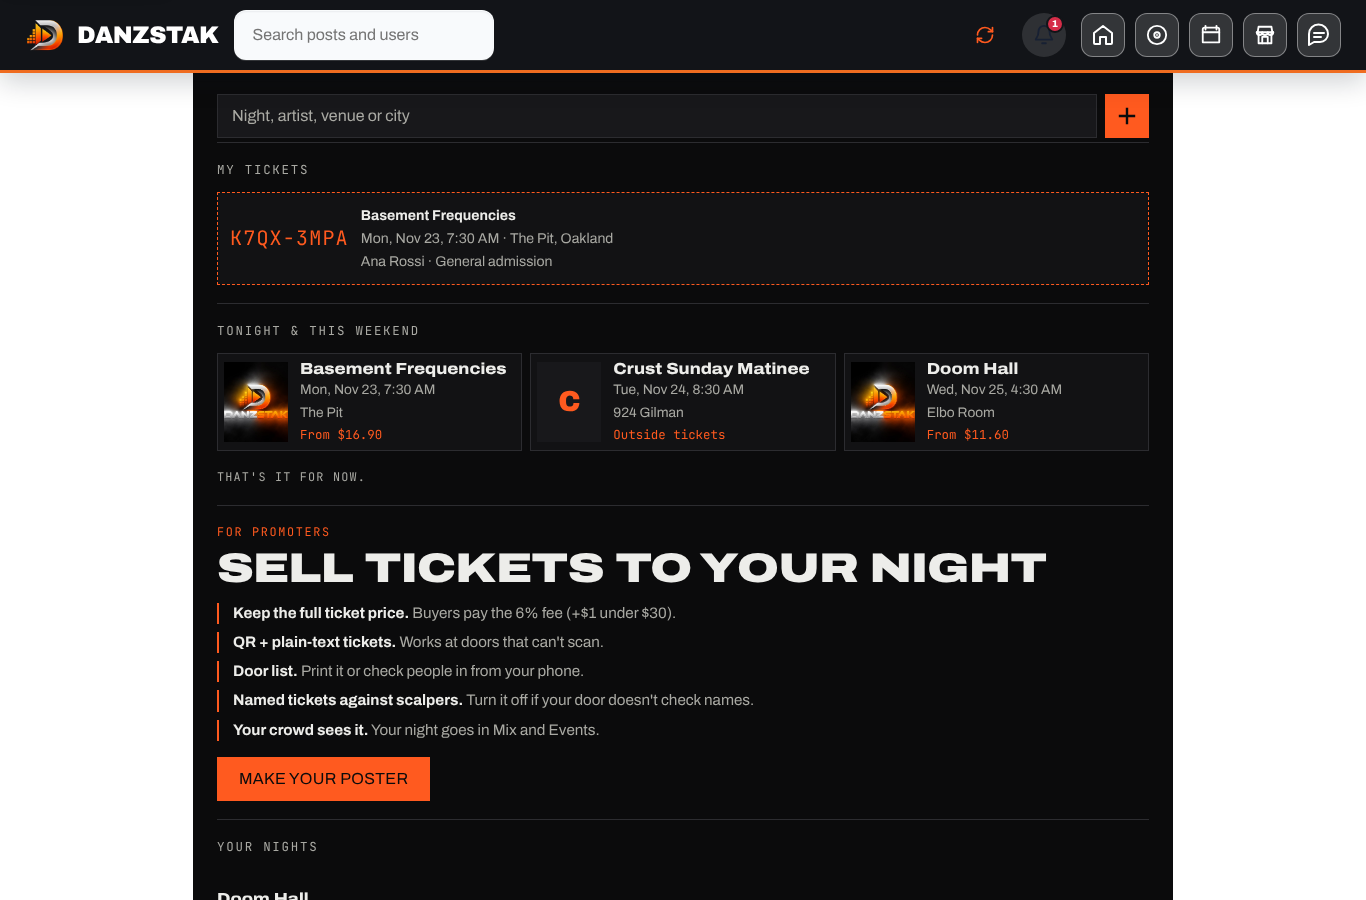 DANZSTAK
Search posts and users
1
Night, artist, venue or city
MY TICKETS
K7QX-3MPA
Basement Frequencies
Mon, Nov 23, 7:30 AM · The Pit, Oakland
Ana Rossi · General admission
TONIGHT & THIS WEEKEND
DANZSTAK
Basement Frequencies
Mon, Nov 23, 7:30 AM
The Pit
From $16.90
C
Crust Sunday Matinee
Tue, Nov 24, 8:30 AM
924 Gilman
Outside tickets
DANZSTAK
Doom Hall
Wed, Nov 25, 4:30 AM
Elbo Room
From $11.60
THAT'S IT FOR NOW.
FOR PROMOTERS
SELL TICKETS TO YOUR NIGHT
Keep the full ticket price. Buyers pay the 6% fee (+$1 under $30).
QR + plain-text tickets. Works at doors that can't scan.
Door list. Print it or check people in from your phone.
Named tickets against scalpers. Turn it off if your door doesn't check names.
Your crowd sees it. Your night goes in Mix and Events.
MAKE YOUR POSTER
YOUR NIGHTS
Doom Hall